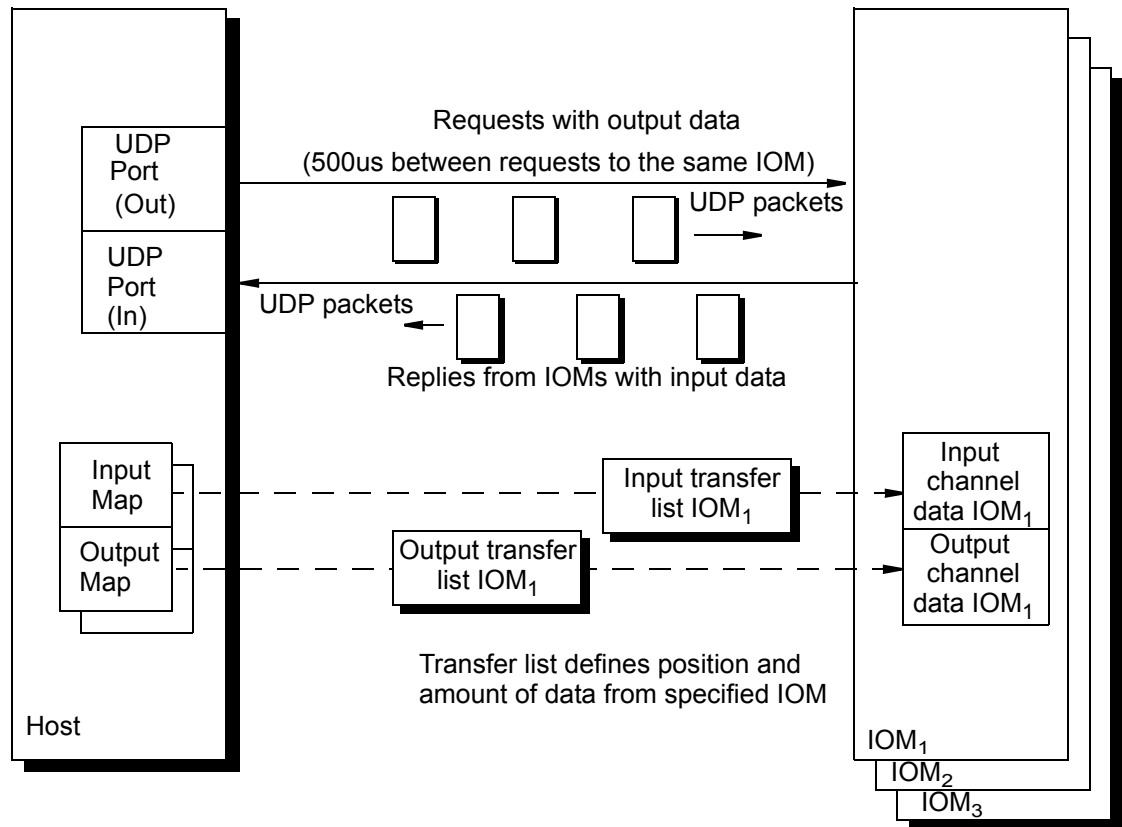 UDP
Port
(Out)
UDP
Port
(In)
Requests with output data
(500us between requests to the same IOM)
UDP packets
UDP packets
Replies from IOMs with input data
Input
Map
Output
Map
Input transfer
list IOM₁
Output transfer
list IOM₁
Input
channel
data IOM₁
Output
channel
data IOM₁
Transfer list defines position and
amount of data from specified IOM
Host
IOM₁
IOM₂
IOM₃